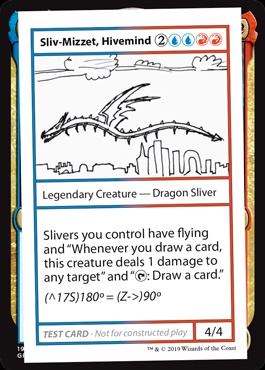 Sliv-Mizzet, Hivemind 2
Legendary Creature — Dragon Sliver
Slivers you control have flying
and “Whenever you draw a card,
this creature deals 1 damage to
any target” and “: Draw a card.”
(^17S)180º = (Z->)90º
TEST CARD - Not for constructed play
4/4
™ & © 2019 Wizards of the Coast